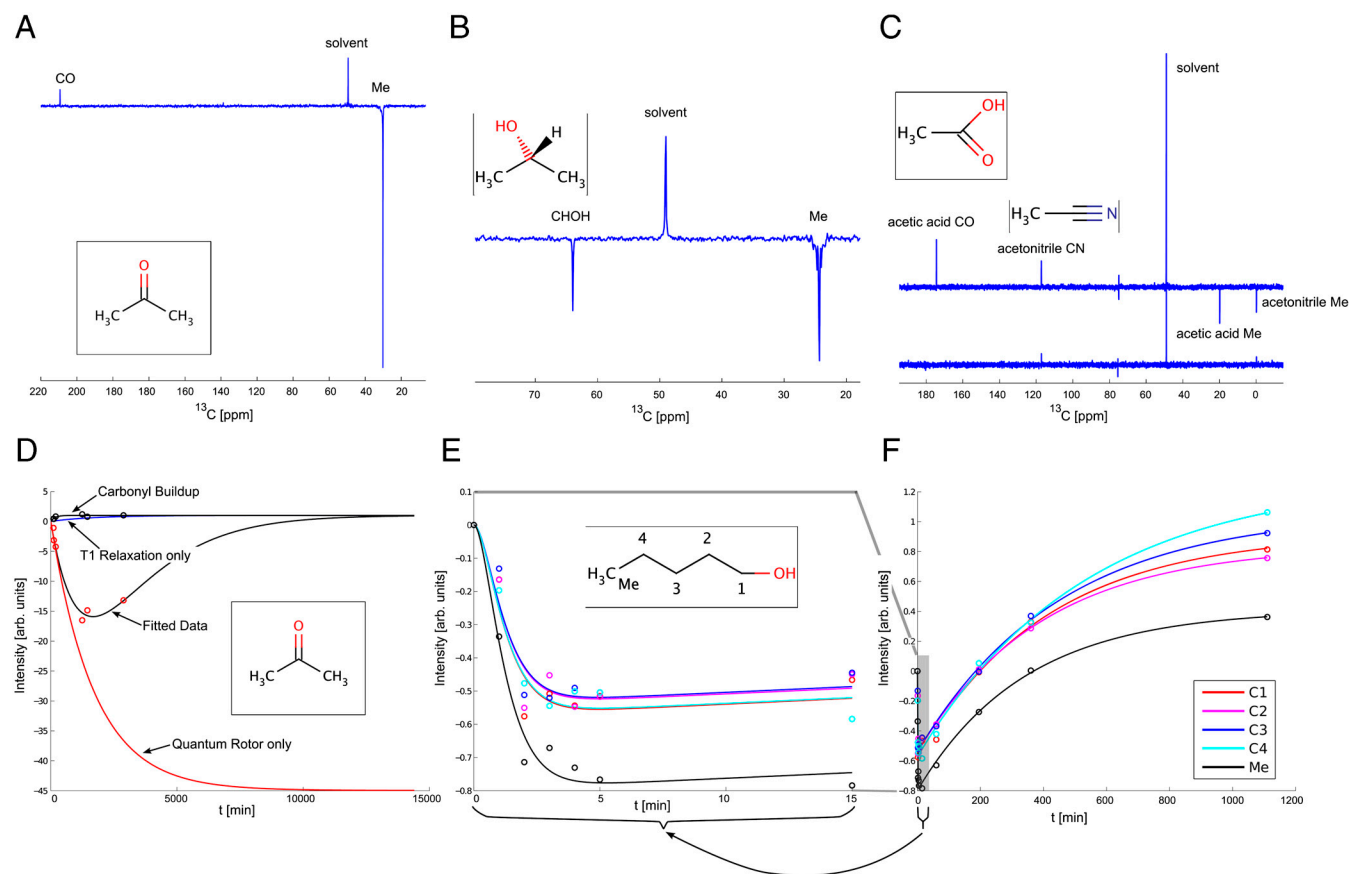 A
solvent
CO
Me
O
H3C
CH3
220 200 180 160 140 120 100 80 60 40 20
13C [ppm]
B
solvent
HO
H
H3C
CH3
CHOH
Me
70 60 50 40 30 20
13C [ppm]
C
solvent
OH
H3C
O
H3C
N
acetic acid CO
acetonitrile CN
acetonitrile Me
acetic acid Me
180 160 140 120 100 80 60 40 20 0
13C [ppm]
D
Intensity [arb. units]
5
0
−5
−10
−15
−20
−25
−30
−35
−40
−45
Carbonyl Buildup
T1 Relaxation only
Fitted Data
O
H3C
CH3
Quantum Rotor only
0 5000 10000 15000
t [min]
E
Intensity [arb. units]
0.1
0
−0.1
−0.2
−0.3
−0.4
−0.5
−0.6
−0.7
−0.8
4 2
H3C
Me
3 1
OH
0 5 10 15
t [min]
F
1.2
1
0.8
0.6
0.4
0.2
0
−0.2
−0.4
−0.6
−0.8
C1
C2
C3
C4
Me
0 200 400 600 800 1000 1200
t [min]